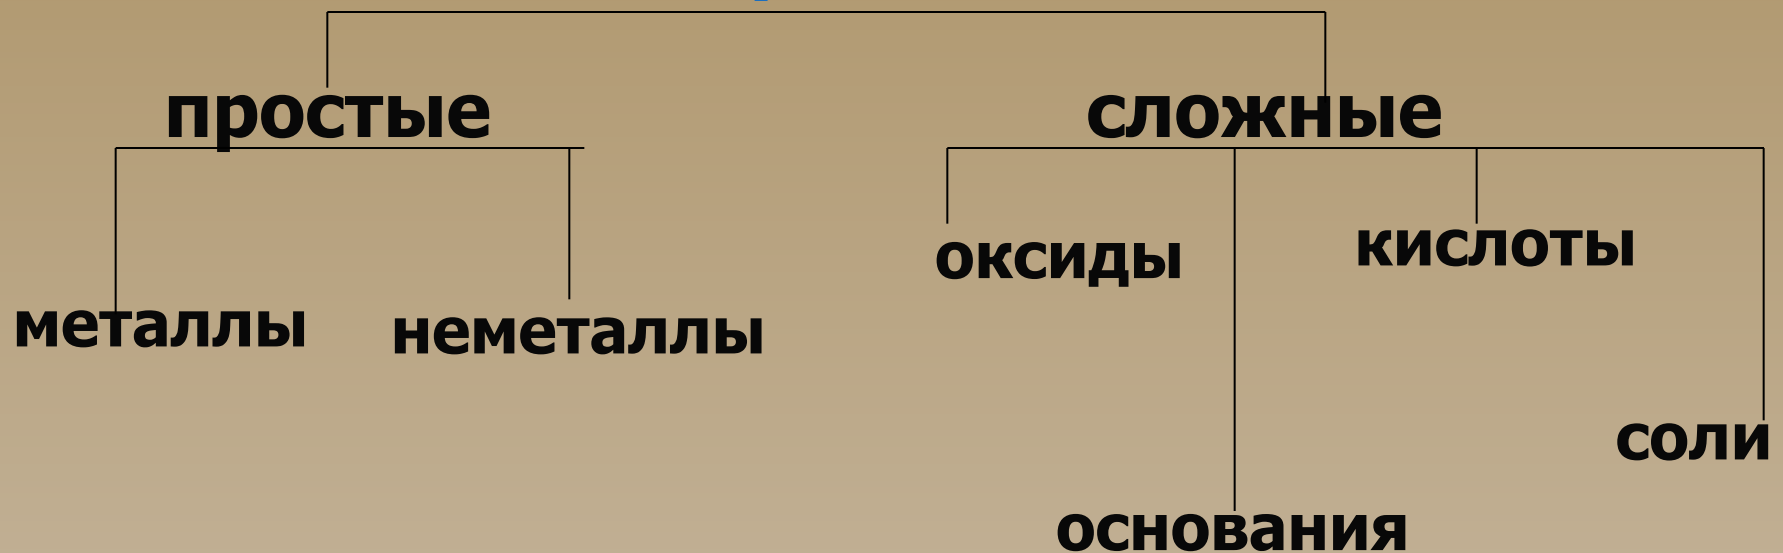 простые
сложные
оксиды
кислоты
металлы
неметаллы
соли
основания